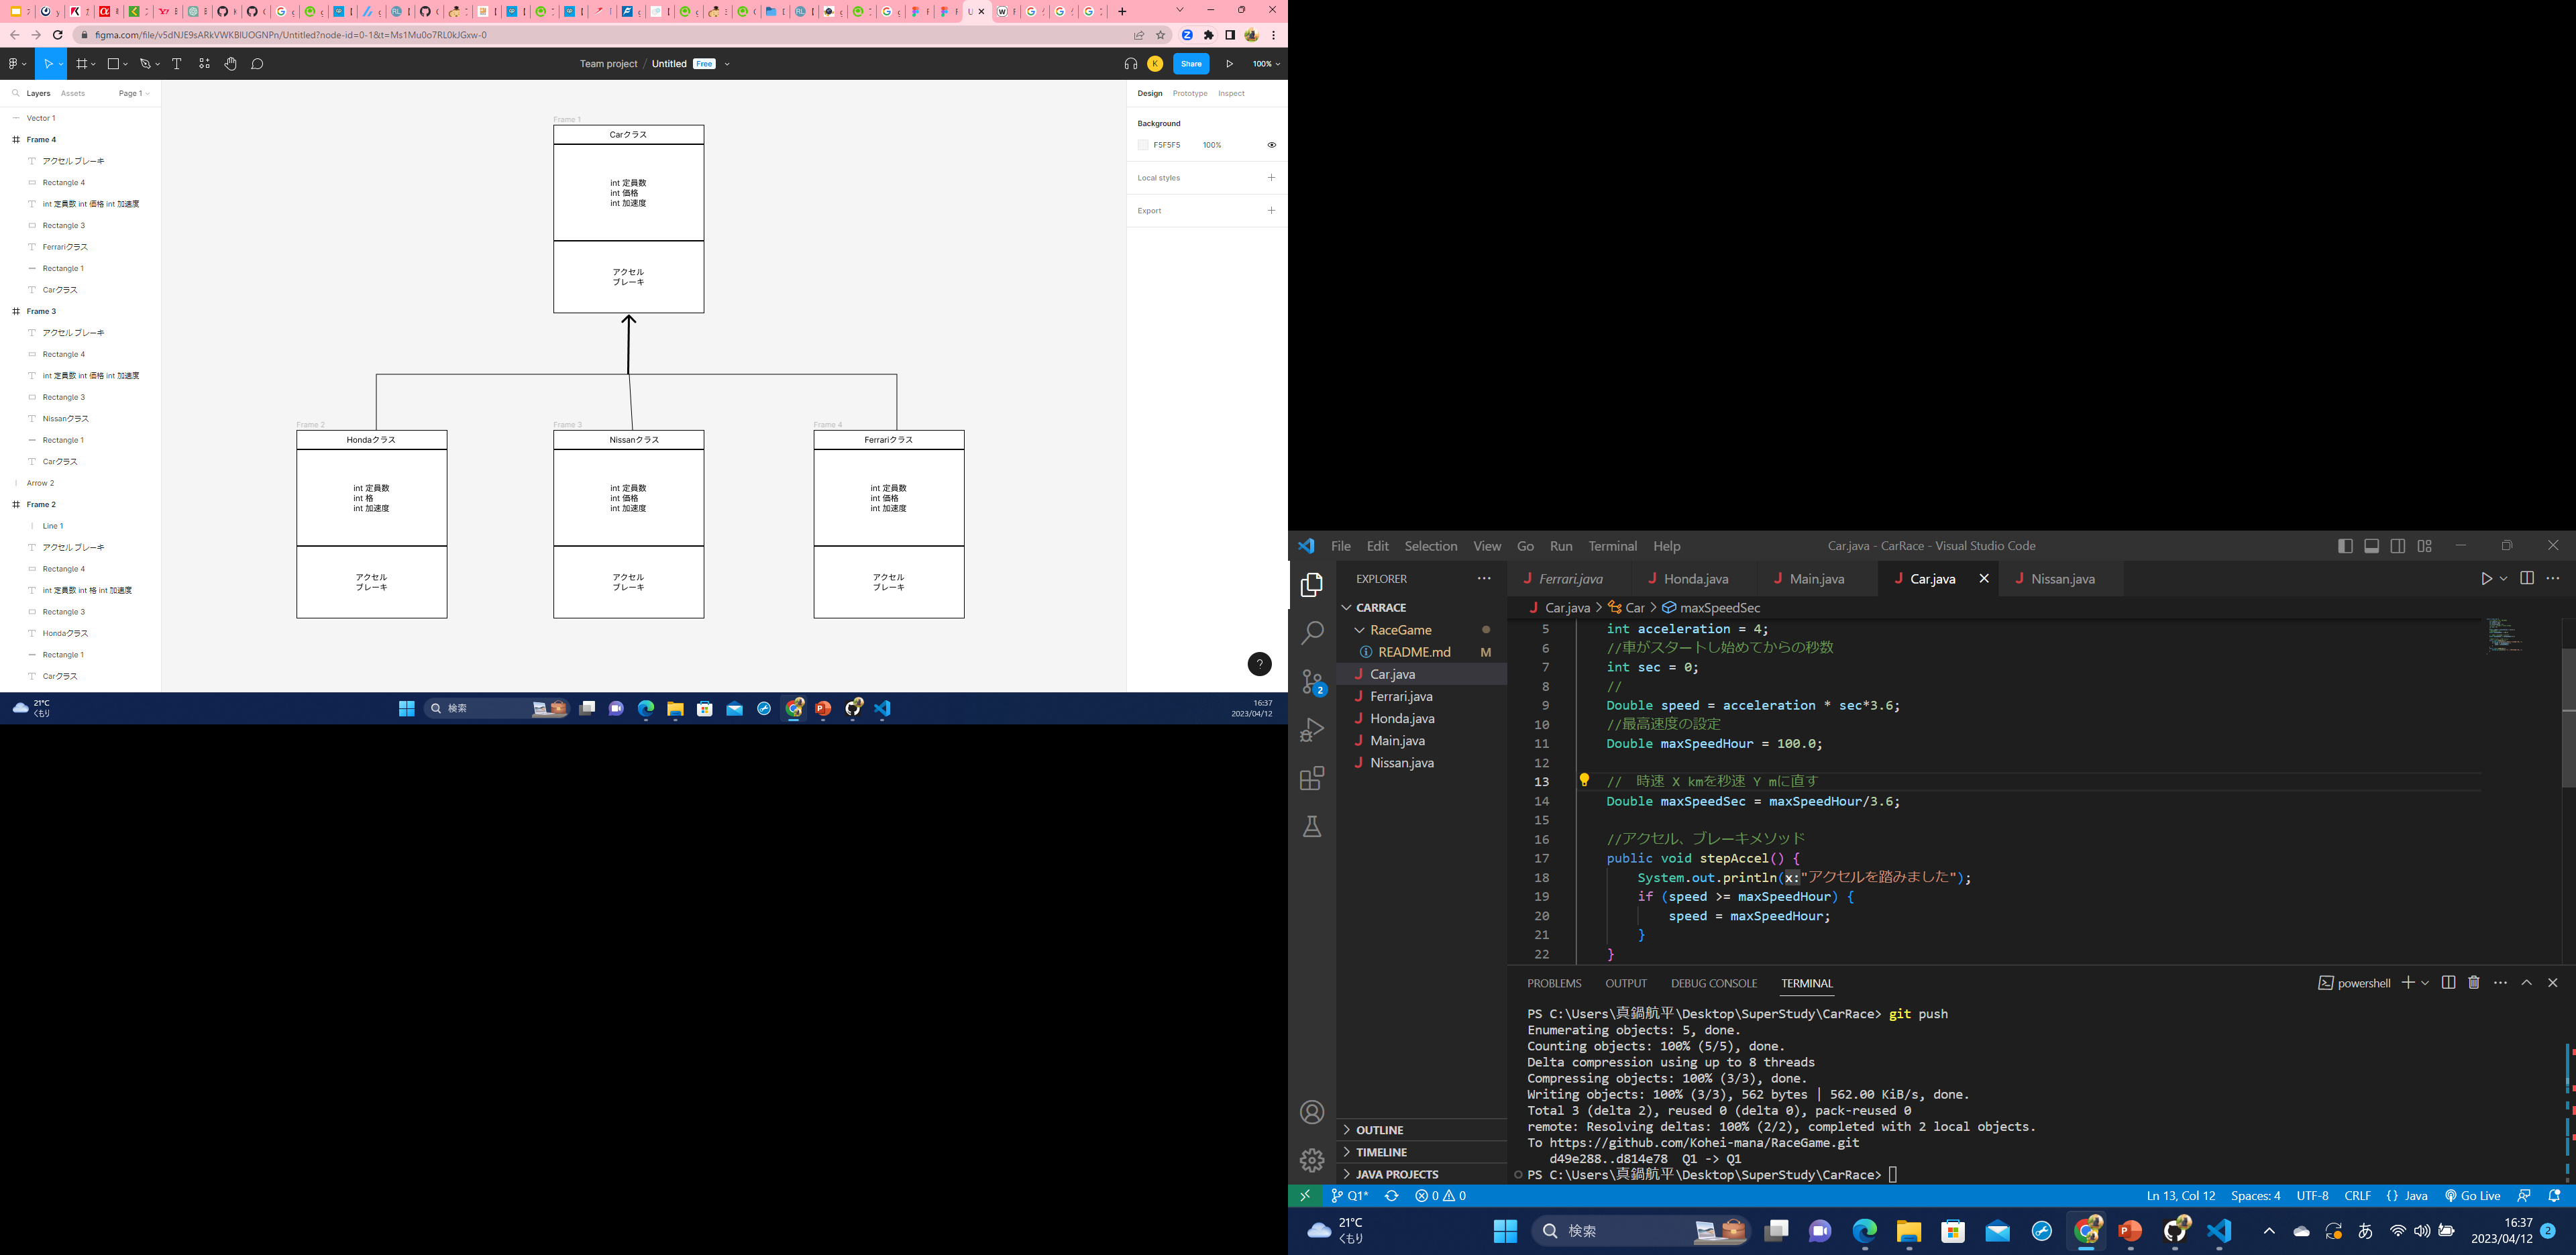 figma.com/file/v5dNJE9sARkVWKBIUOGNPn/Untitled?node-id=0-1&t=Ms1Mu0o7RL0kJGxw-0
Team project / Untitled Free
Share
100%
Layers Assets Page 1
Vector 1
Frame 4
アクセル ブレーキ
Rectangle 4
int 定員数 int 価格 int 加速度
Rectangle 3
Ferrariクラス
Rectangle 1
Carクラス
Frame 3
アクセル ブレーキ
Rectangle 4
int 定員数 int 価格 int 加速度
Rectangle 3
Nissanクラス
Rectangle 1
Carクラス
Arrow 2
Frame 2
Line 1
アクセル ブレーキ
Rectangle 4
int 定員数 int 格 int 加速度
Rectangle 3
Hondaクラス
Rectangle 1
Carクラス
Frame 1
Carクラス
int 定員数
int 価格
int 加速度
アクセル
ブレーキ
Frame 2
Hondaクラス
int 定員数
int 格
int 加速度
アクセル
ブレーキ
Frame 3
Nissanクラス
int 定員数
int 価格
int 加速度
アクセル
ブレーキ
Frame 4
Ferrariクラス
int 定員数
int 価格
int 加速度
アクセル
ブレーキ
Design Prototype Inspect
Background
F5F5F5 100%
Local styles
Export
?
21°C
くもり
検索
16:37
2023/04/12
File Edit Selection View Go Run Terminal Help
Car.java - CarRace - Visual Studio Code
EXPLORER
CARRACE
RaceGame
README.md M
Car.java
Ferrari.java
Honda.java
Main.java
Nissan.java
OUTLINE
TIMELINE
JAVA PROJECTS
Ferrari.java Honda.java Main.java Car.java Nissan.java
Car.java > Car > maxSpeedSec
5 int acceleration = 4;
6 //車がスタートし始めてからの秒数
7 int sec = 0;
8 //
9 Double speed = acceleration * sec*3.6;
10 //最高速度の設定
11 Double maxSpeedHour = 100.0;
12
13 // 時速 X kmを秒速 Y mに直す
14 Double maxSpeedSec = maxSpeedHour/3.6;
15
16 //アクセル、ブレーキメソッド
17 public void stepAccel() {
18 System.out.println(x:"アクセルを踏みました");
19 if (speed >= maxSpeedHour) {
20 speed = maxSpeedHour;
21 }
22 }
PROBLEMS OUTPUT DEBUG CONSOLE TERMINAL
powershell
PS C:\Users\真鍋航平\Desktop\SuperStudy\CarRace> git push
Enumerating objects: 5, done.
Counting objects: 100% (5/5), done.
Delta compression using up to 8 threads
Compressing objects: 100% (3/3), done.
Writing objects: 100% (3/3), 562 bytes | 562.00 KiB/s, done.
Total 3 (delta 2), reused 0 (delta 0), pack-reused 0
remote: Resolving deltas: 100% (2/2), completed with 2 local objects.
To https://github.com/Kohei-mana/RaceGame.git
d49e288..d814e78 Q1 -> Q1
PS C:\Users\真鍋航平\Desktop\SuperStudy\CarRace>
Q1* 0 0
Ln 13, Col 12 Spaces: 4 UTF-8 CRLF {} Java Go Live
21°C
くもり
検索
あ
16:37
2023/04/12
2